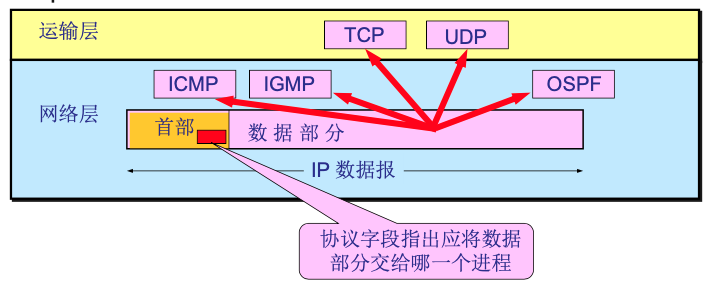 运输层
TCP
UDP
ICMP
IGMP
OSPF
网络层
首部
数据部分
IP 数据报
协议字段指出应将数据
部分交给哪一个进程